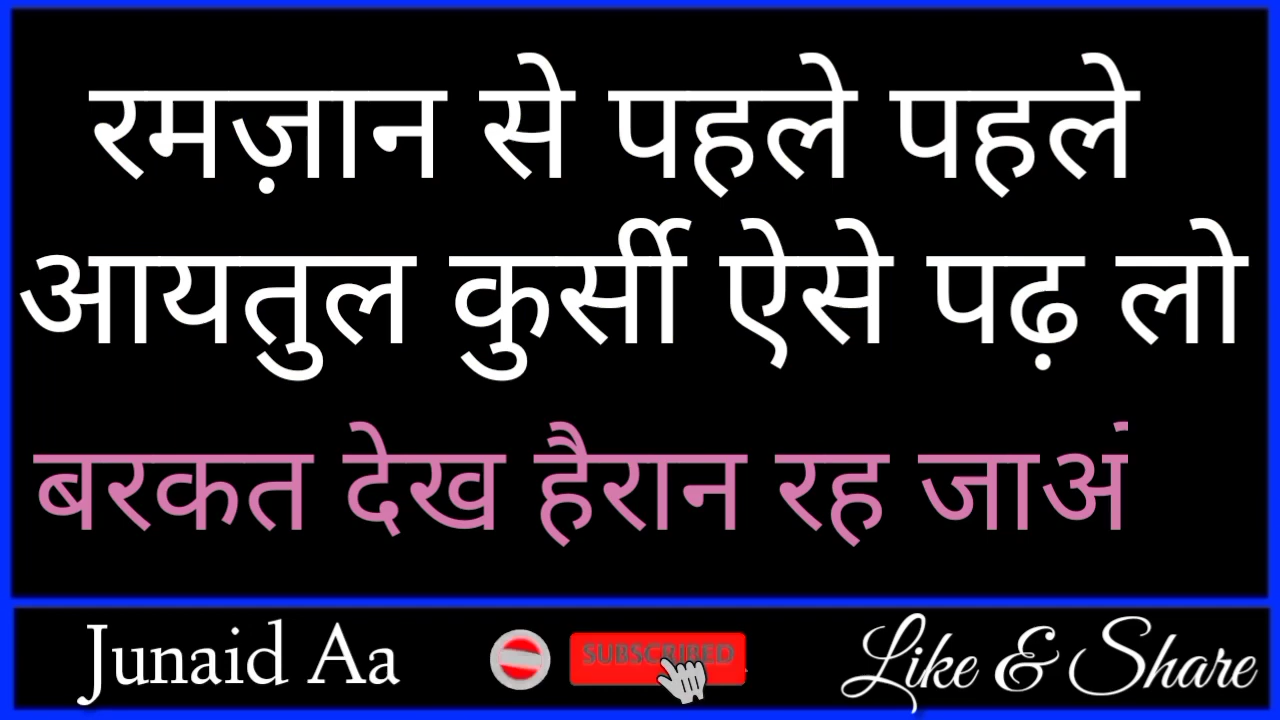 रमज़ान से पहले पहले
आयतुल कुर्सी ऐसे पढ़ लो
बरकत देख हैरान रह
Junaid Aa
SUBSCRIBED
Like & Share